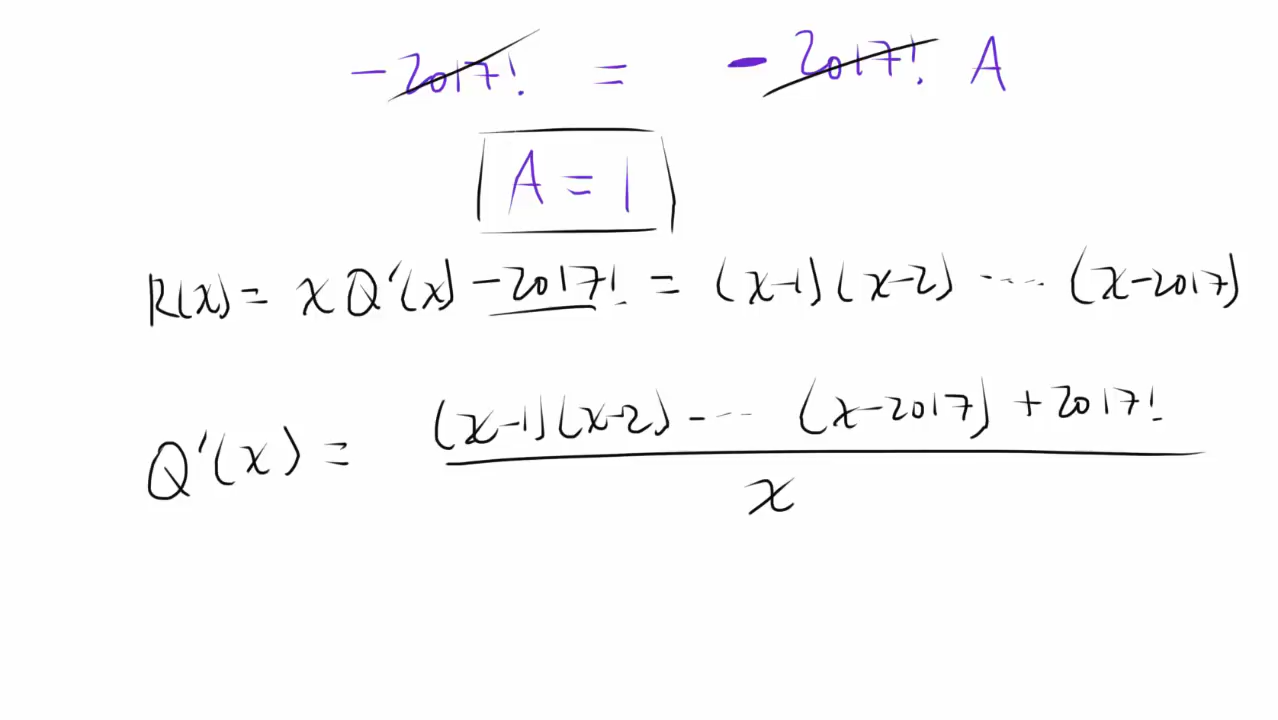 -2017! = -2017! A
A = 1
R(x) = x Q'(x) - 2017! = (x-1)(x-2) ---- (x-2017)
Q'(x) = (x-1)(x-2) ---- (x-2017) + 2017!
x